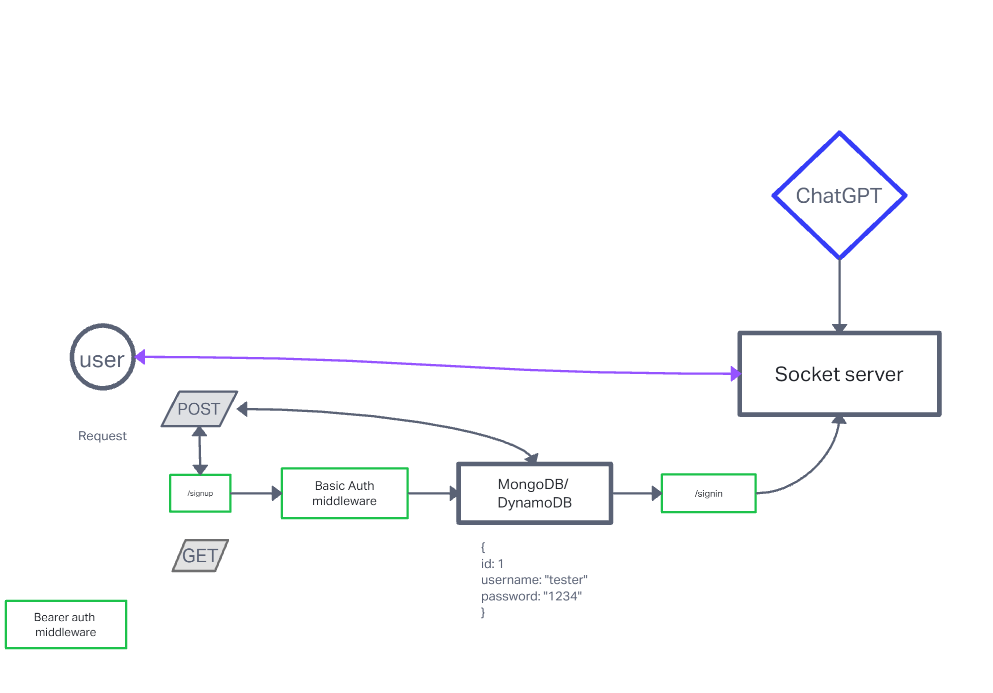 ChatGPT
user
Socket server
POST
Request
/signup
Basic Auth
middleware
MongoDB/
DynamoDB
/signin
GET
{
id: 1
username: "tester"
password: "1234"
}
Bearer auth
middleware